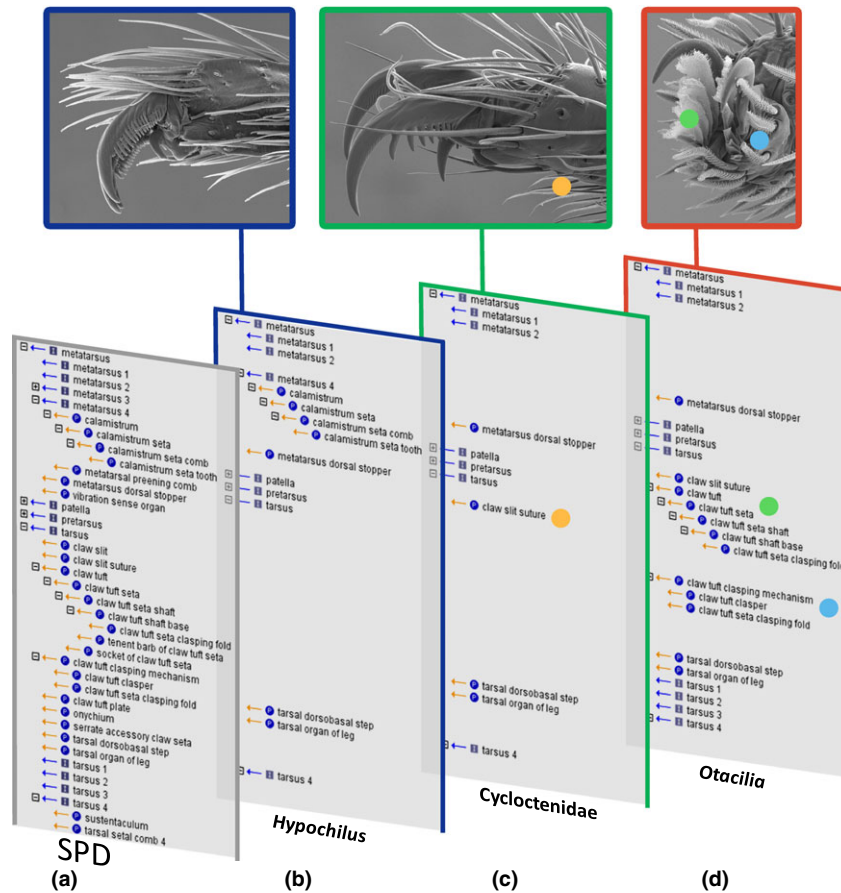 metatarsus
metatarsus 1
metatarsus 2
metatarsus 3
metatarsus 4
calamistrum
calamistrum seta
calamistrum seta comb
calamistrum seta tooth
metatarsal preening comb
metatarsus dorsal stopper
vibration sense organ
patella
pretarsus
tarsus
claw slit
claw slit suture
claw tuft
claw tuft seta
claw tuft seta shaft
claw tuft shaft base
claw tuft seta clasping fold
tenent barb of claw tuft seta
socket of claw tuft seta
claw tuft clasping mechanism
claw tuft clasper
claw tuft seta clasping fold
claw tuft plate
onychium
serrate accessory claw seta
tarsal dorsobasal step
tarsal organ of leg
tarsus 1
tarsus 2
tarsus 3
tarsus 4
sustentaculum
tarsal setal comb 4
SPD
(a)
metatarsus
metatarsus 1
metatarsus 2
metatarsus 4
calamistrum
calamistrum seta
calamistrum seta comb
calamistrum seta tooth
metatarsus dorsal stopper
patella
pretarsus
tarsus
tarsal dorsobasal step
tarsal organ of leg
tarsus 4
Hypochilus
(b)
metatarsus
metatarsus 1
metatarsus 2
metatarsus dorsal stopper
patella
pretarsus
tarsus
claw slit suture
tarsal dorsobasal step
tarsal organ of leg
tarsus 4
Cycloctenidae
(c)
metatarsus
metatarsus 1
metatarsus 2
metatarsus dorsal stopper
patella
pretarsus
tarsus
claw slit suture
claw tuft
claw tuft seta
claw tuft seta shaft
claw tuft shaft base
claw tuft seta clasping fold
claw tuft clasping mechanism
claw tuft clasper
claw tuft seta clasping fold
tarsal dorsobasal step
tarsal organ of leg
tarsus 1
tarsus 2
tarsus 3
tarsus 4
Otacilia
(d)